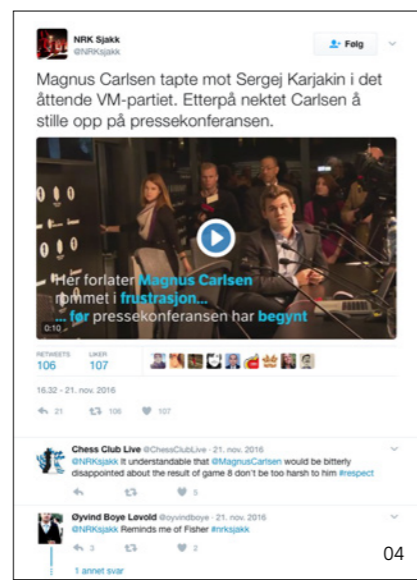 NRK Sjakk
@NRKsjakk
Følg
Magnus Carlsen tapte mot Sergej Karjakin i det
åttende VM-partiet. Etterpå nektet Carlsen å
stille opp på pressekonferansen.
Her forlater Magnus Carlsen
rommet i frustrasjon...
... før pressekonferansen har begynt
0:10
RETWEETS LIKER
106 107
16.32 - 21. nov. 2016
21 106 107
Chess Club Live @ChessClubLive · 21. nov. 2016
@NRKsjakk It understandable that @MagnusCarlsen would be bitterly
disappointed about the result of game 8 don't be too harsh to him #respect
5
Øyvind Boye Løvold @oyvindboye · 21. nov. 2016
@NRKsjakk Reminds me of Fisher #nrksjakk
3 2
1 annet svar
04